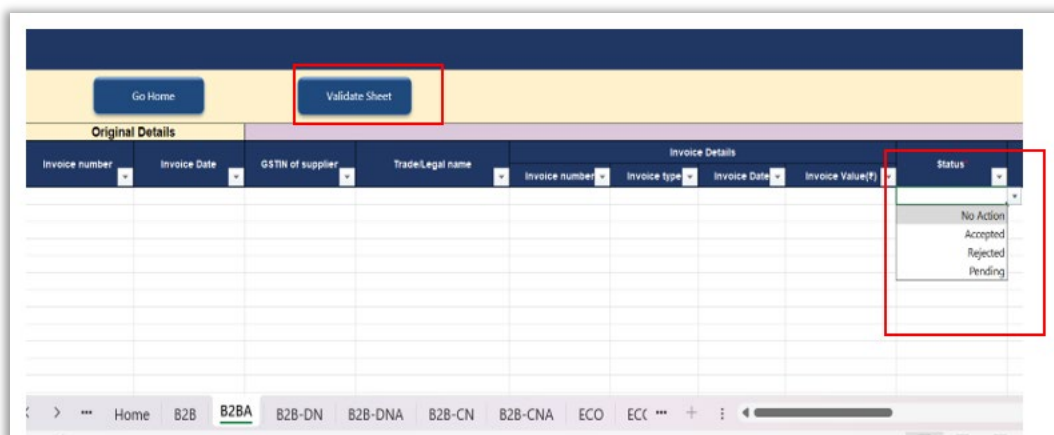 Go Home Validate Sheet
Original Details
Invoice Details
Invoice number Invoice Date GSTIN of supplier Trade/Legal name Status*
Invoice number Invoice type Invoice Date Invoice Value(₹)
No Action
Accepted
Rejected
Pending
Home B2B B2BA B2B-DN B2B-DNA B2B-CN B2B-CNA ECO